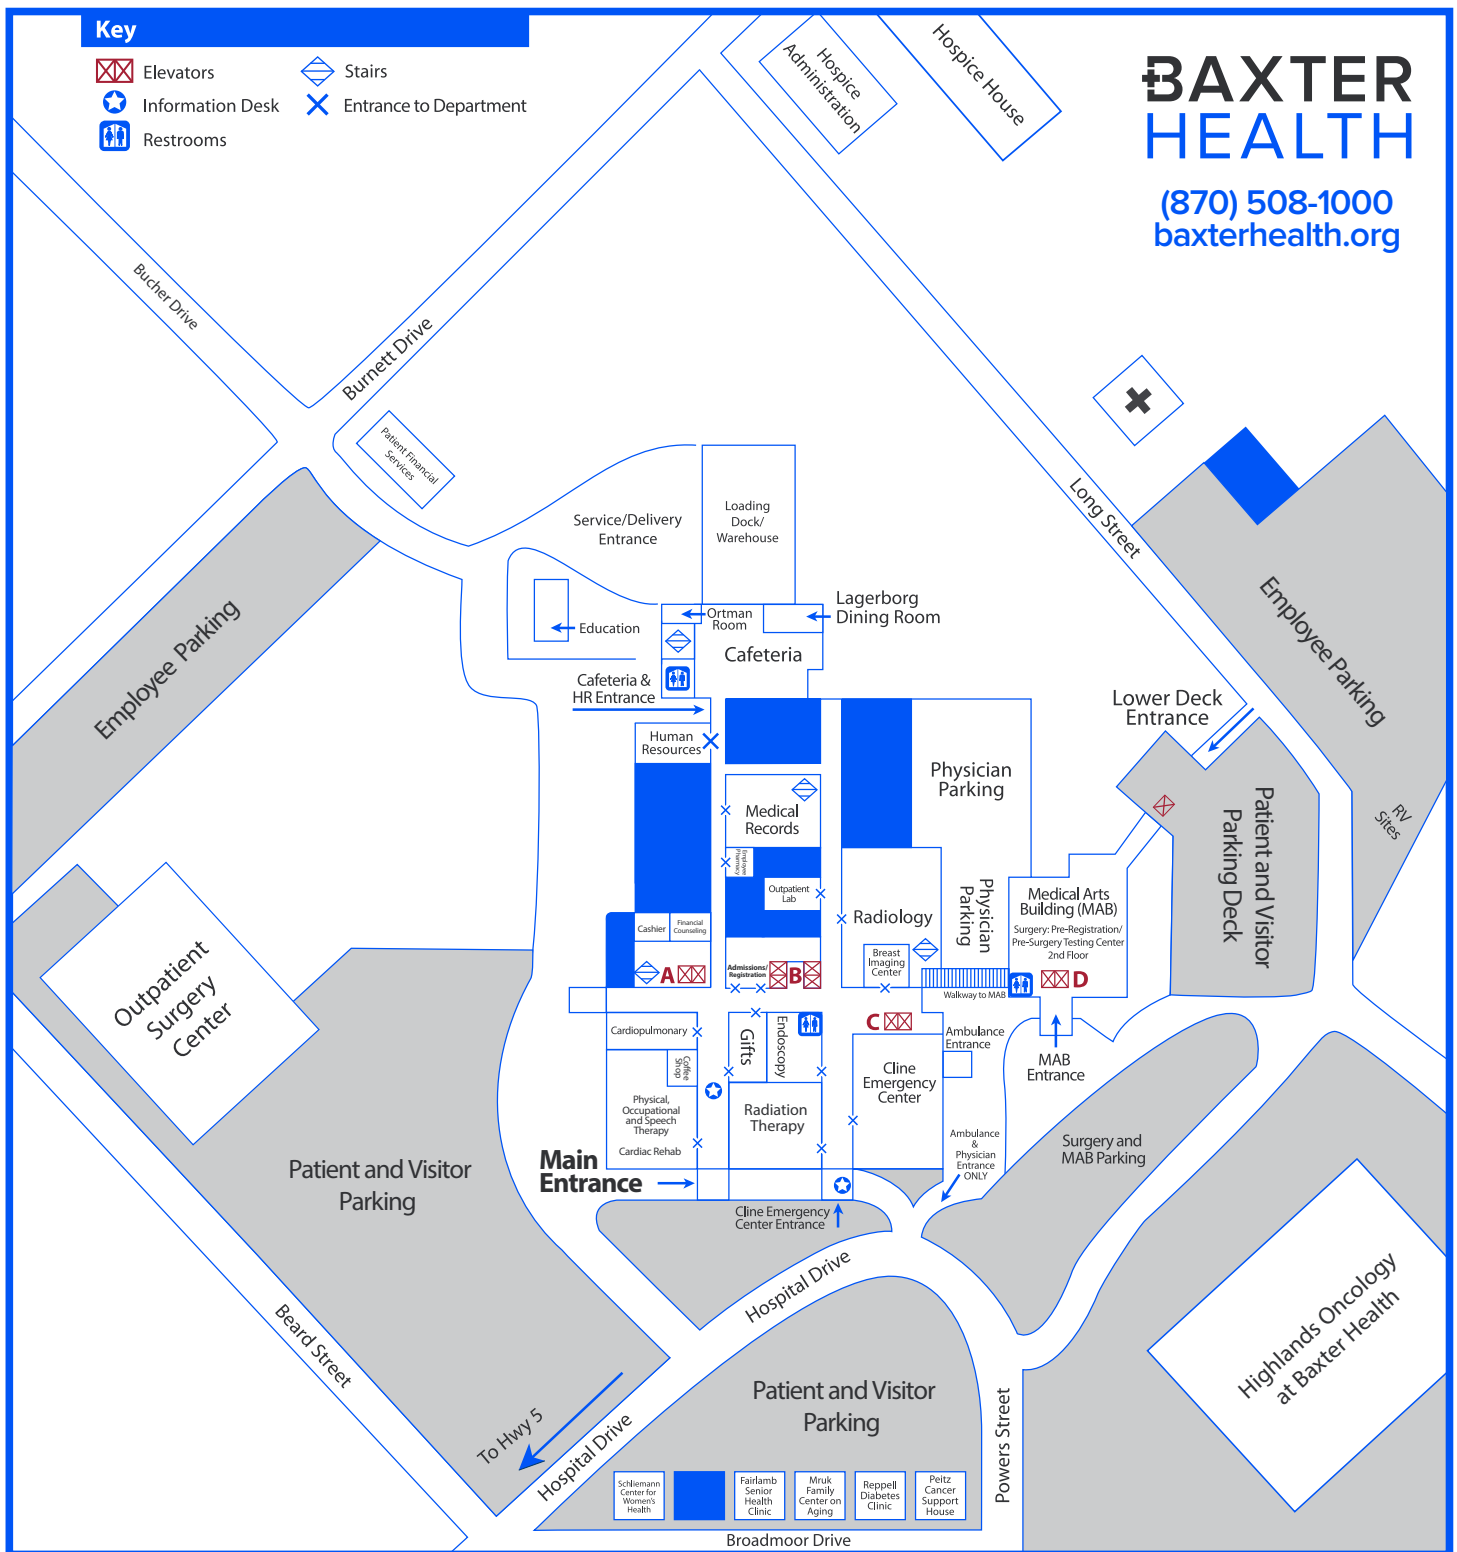 Key
Elevators
Stairs
Information Desk
Entrance to Department
Restrooms
BAXTER
HEALTH
(870) 508-1000
baxterhealth.org
Hospice
Administration
Hospice House
Bucher Drive
Burnett Drive
Patient Financial
Services
Long Street
Employee Parking
Employee Parking
RV
Sites
Service/Delivery
Entrance
Loading
Dock/
Warehouse
Education
Ortman
Room
Lagerborg
Dining Room
Cafeteria
Cafeteria &
HR Entrance
Human
Resources
Lower Deck
Entrance
Patient and Visitor
Parking Deck
Physician
Parking
Physician
Parking
Medical
Records
Employee
Pharmacy
Outpatient
Lab
Radiology
Breast
Imaging
Center
Medical Arts
Building (MAB)
Surgery: Pre-Registration/
Pre-Surgery Testing Center
2nd Floor
Cashier
Financial
Counseling
A
Admissions/
Registration
B
D
Walkway to MAB
C
Outpatient
Surgery
Center
Cardiopulmonary
Coffee
Shop
Gifts
Endoscopy
Ambulance
Entrance
MAB
Entrance
Cline
Emergency
Center
Physical,
Occupational
and Speech
Therapy
Cardiac Rehab
Radiation
Therapy
Ambulance
&
Physician
Entrance
ONLY
Surgery and
MAB Parking
Main
Entrance
Cline Emergency
Center Entrance
Patient and Visitor
Parking
Hospital Drive
Beard Street
Highlands Oncology
at Baxter Health
Patient and Visitor
Parking
To Hwy 5
Hospital Drive
Powers Street
Schliemann
Center for
Women's
Health
Fairlamb
Senior
Health
Clinic
Mruk
Family
Center on
Aging
Reppell
Diabetes
Clinic
Peitz
Cancer
Support
House
Broadmoor Drive